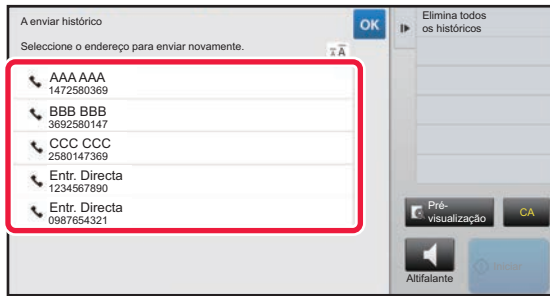 A enviar histórico
OK
Seleccione o endereço para enviar novamente.
AAA AAA
1472580369
BBB BBB
3692580147
CCC CCC
2580147369
Entr. Directa
1234567890
Entr. Directa
0987654321
Elimina todos
os históricos
Pré-
visualização
CA
Altifalante
Iniciar